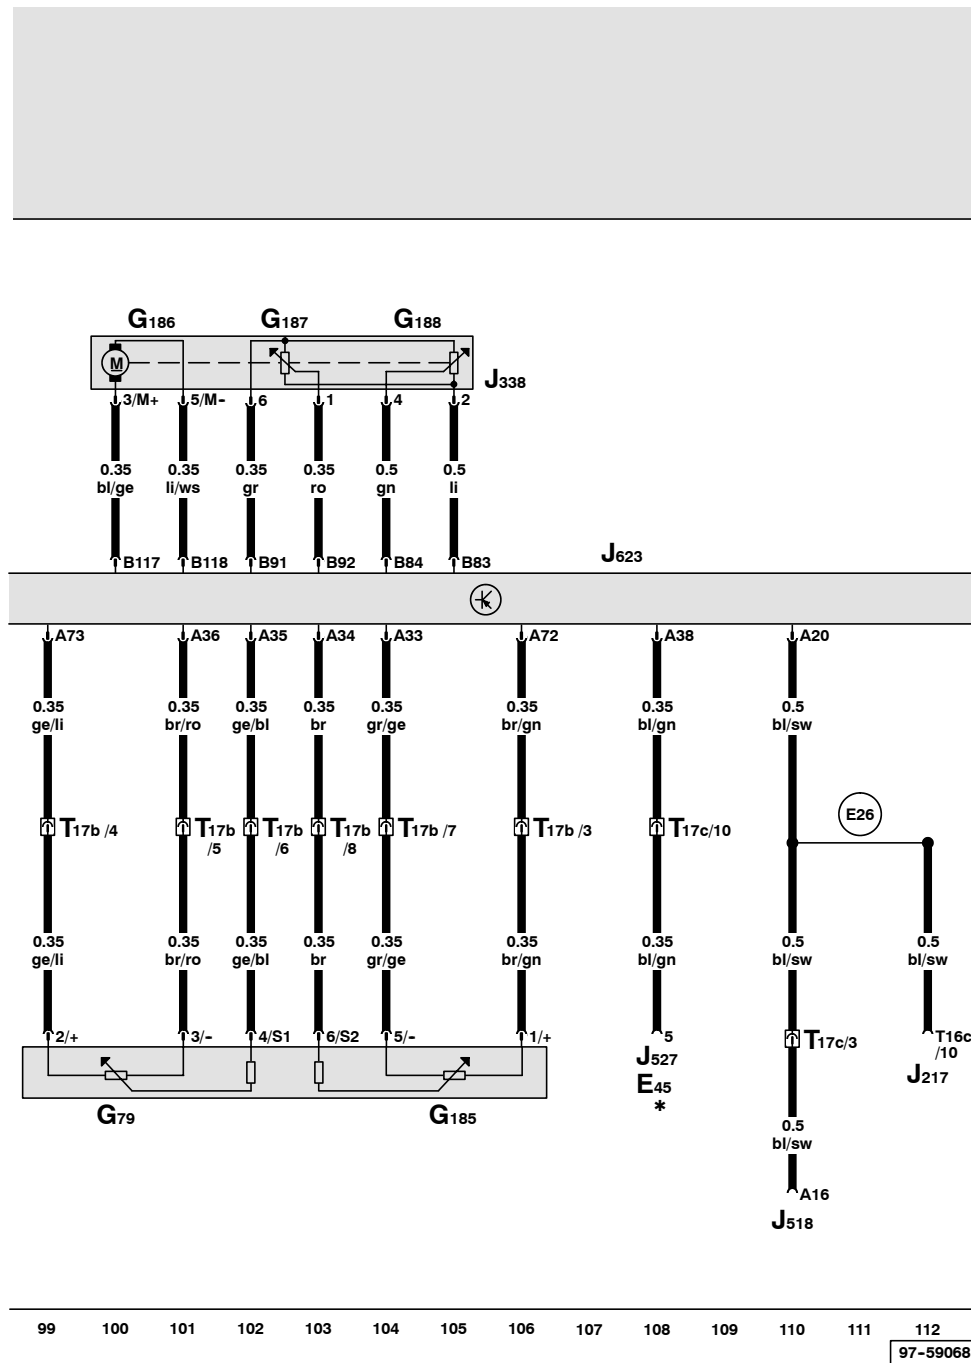 G186 G187 G188
M
J338
3/M+ 5/M- 6 1 4 2
0.35 0.35 0.35 0.35 0.5 0.5
bl/ge li/ws gr ro gn li
B117 B118 B91 B92 B84 B83
J623
A73 A36 A35 A34 A33 A72 A38 A20
0.35 0.35 0.35 0.35 0.35 0.35 0.35 0.5
ge/li br/ro ge/bl br gr/ge br/gn bl/gn bl/sw
E26
T17b /4 T17b T17b T17b T17b /7 T17b /3 T17c/10
/5 /6 /8
0.35 0.35 0.35 0.35 0.35 0.35 0.35 0.5 0.5
ge/li br/ro ge/bl br gr/ge br/gn bl/gn bl/sw bl/sw
2/+ 3/- 4/S1 6/S2 5/- 1/+ 5 T17c/3 T16c
/10
J527
J217
E45
*
G79 G185
0.5
bl/sw
A16
J518
99 100 101 102 103 104 105 106 107 108 109 110 111 112
97-59068